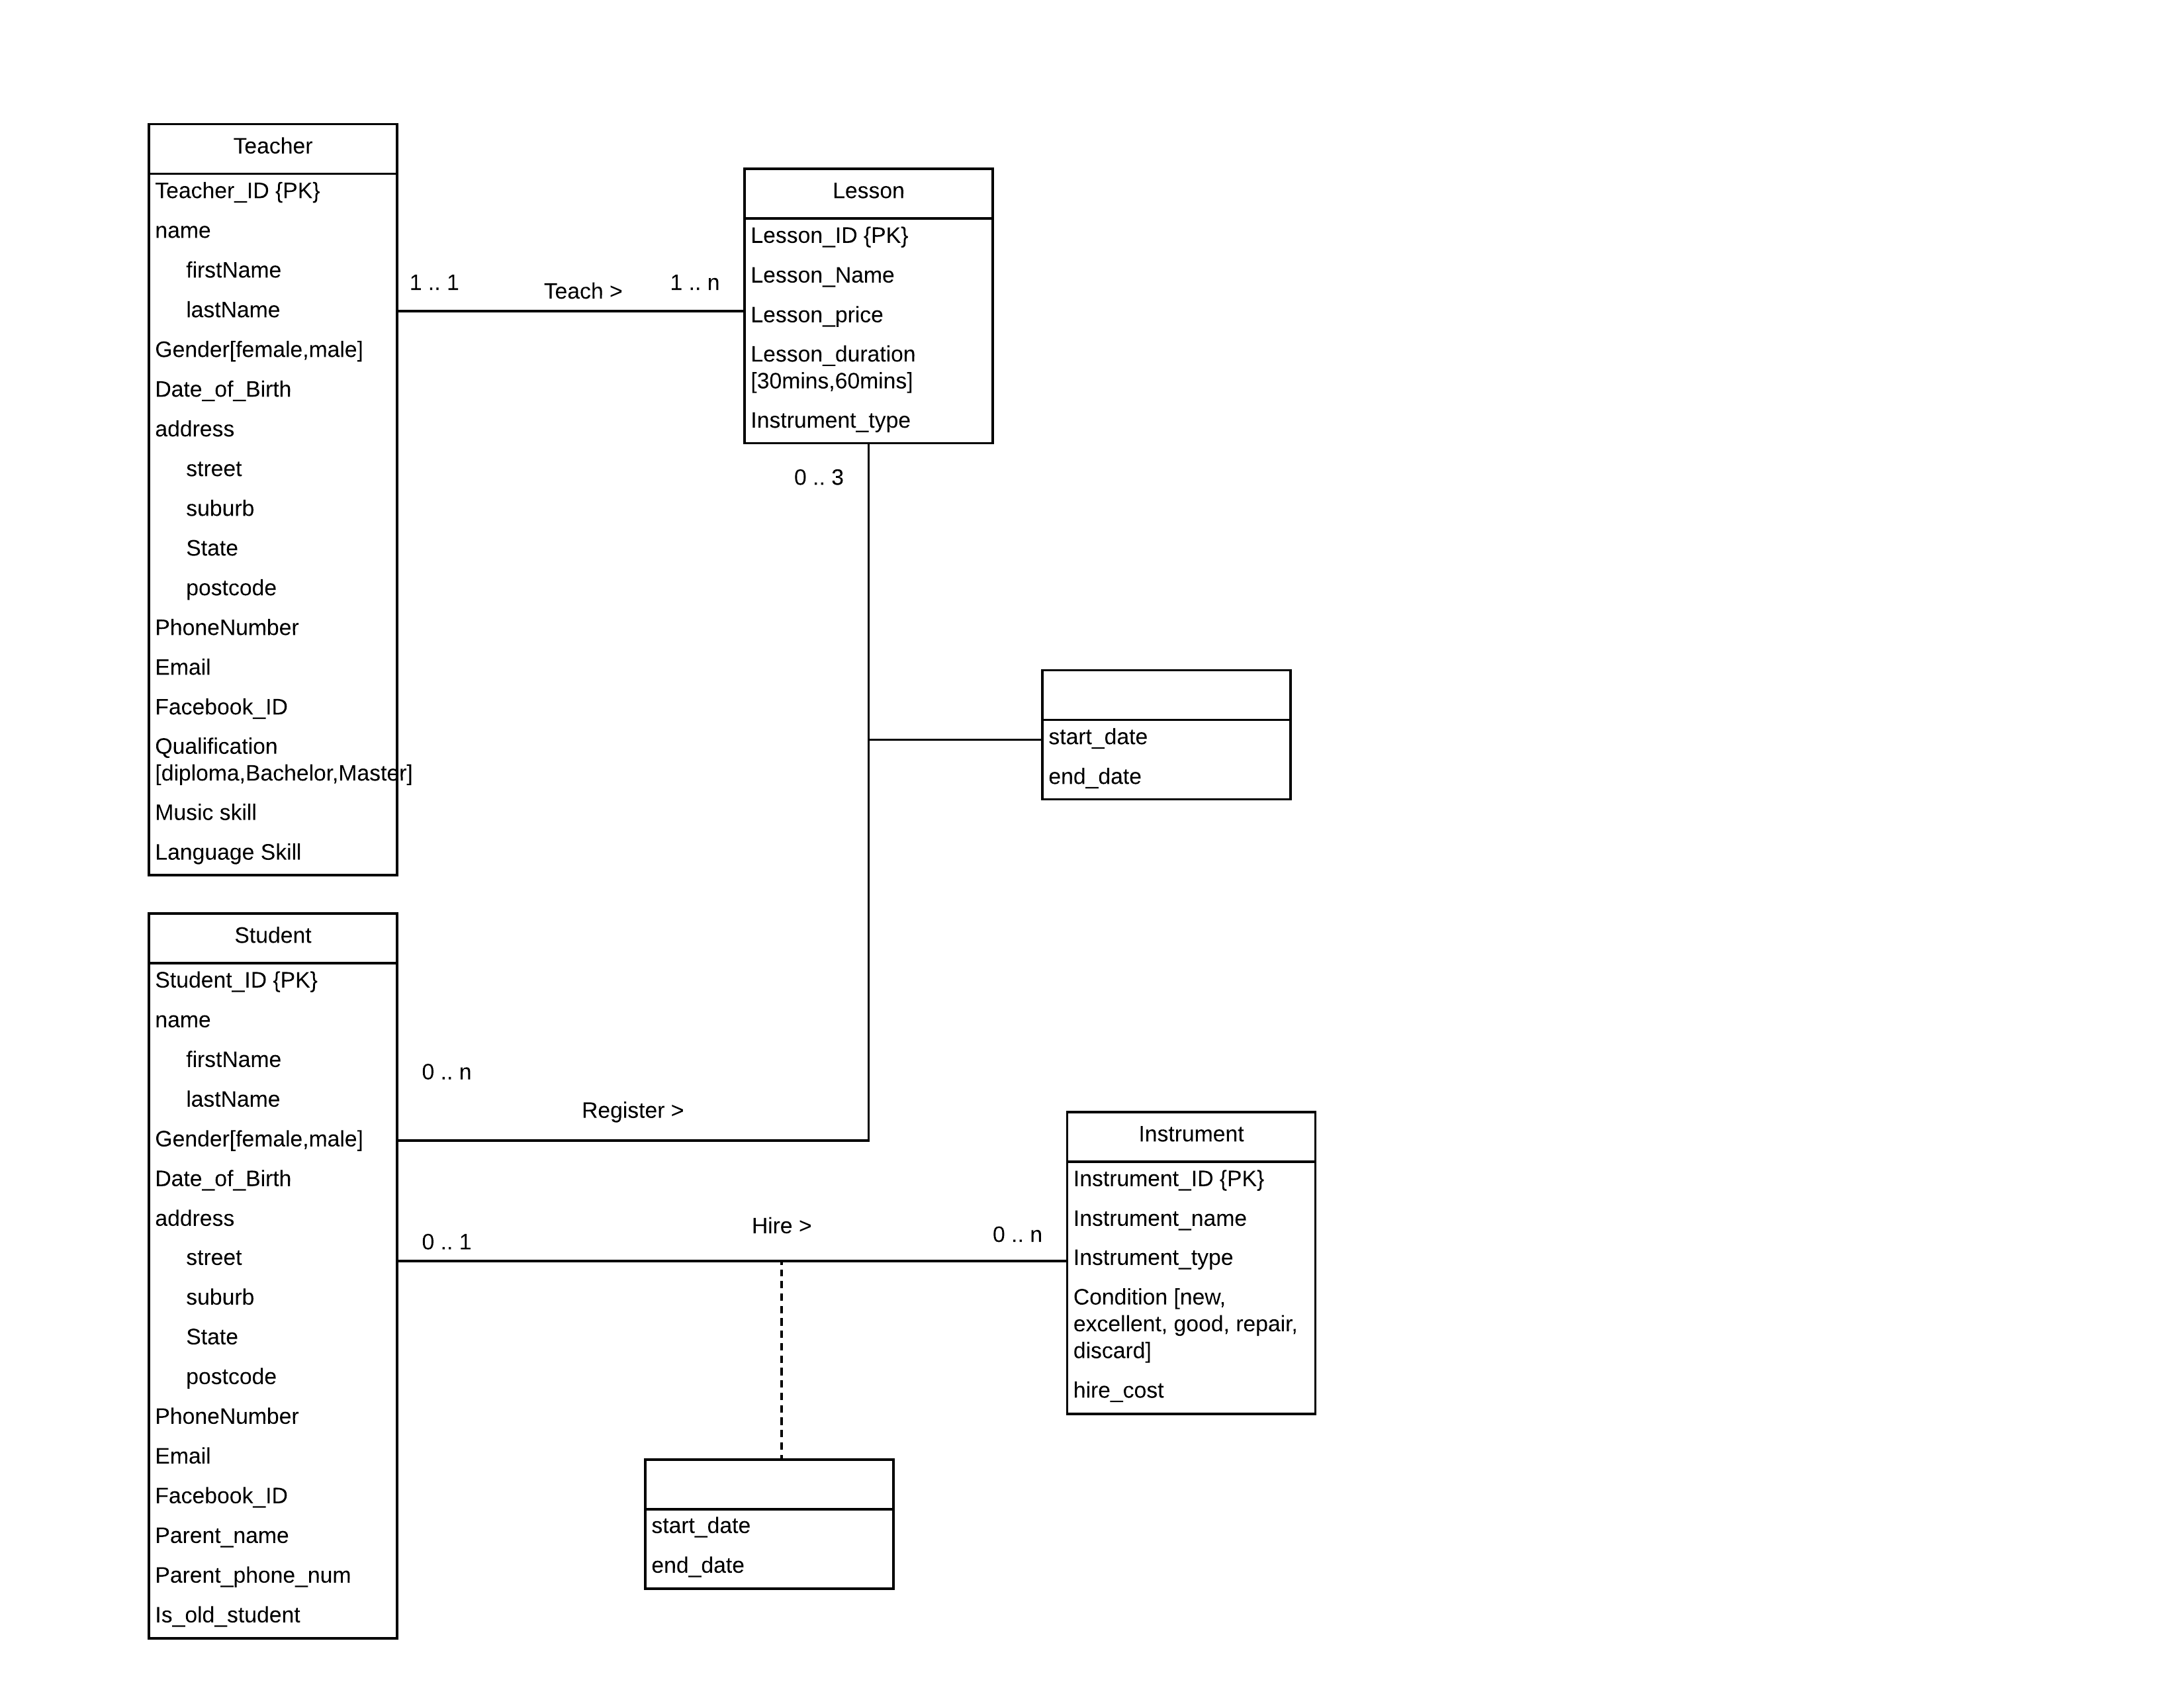 Teacher
Teacher_ID {PK}
name
firstName
lastName
Gender[female,male]
Date_of_Birth
address
street
suburb
State
postcode
PhoneNumber
Email
Facebook_ID
Qualification
[diploma,Bachelor,Master]
Music skill
Language Skill
1 .. 1
Teach >
1 .. n
Lesson
Lesson_ID {PK}
Lesson_Name
Lesson_price
Lesson_duration
[30mins,60mins]
Instrument_type
0 .. 3
start_date
end_date
Student
Student_ID {PK}
name
firstName
lastName
Gender[female,male]
Date_of_Birth
address
street
suburb
State
postcode
PhoneNumber
Email
Facebook_ID
Parent_name
Parent_phone_num
Is_old_student
0 .. n
Register >
0 .. 1
Hire >
0 .. n
Instrument
Instrument_ID {PK}
Instrument_name
Instrument_type
Condition [new,
excellent, good, repair,
discard]
hire_cost
start_date
end_date